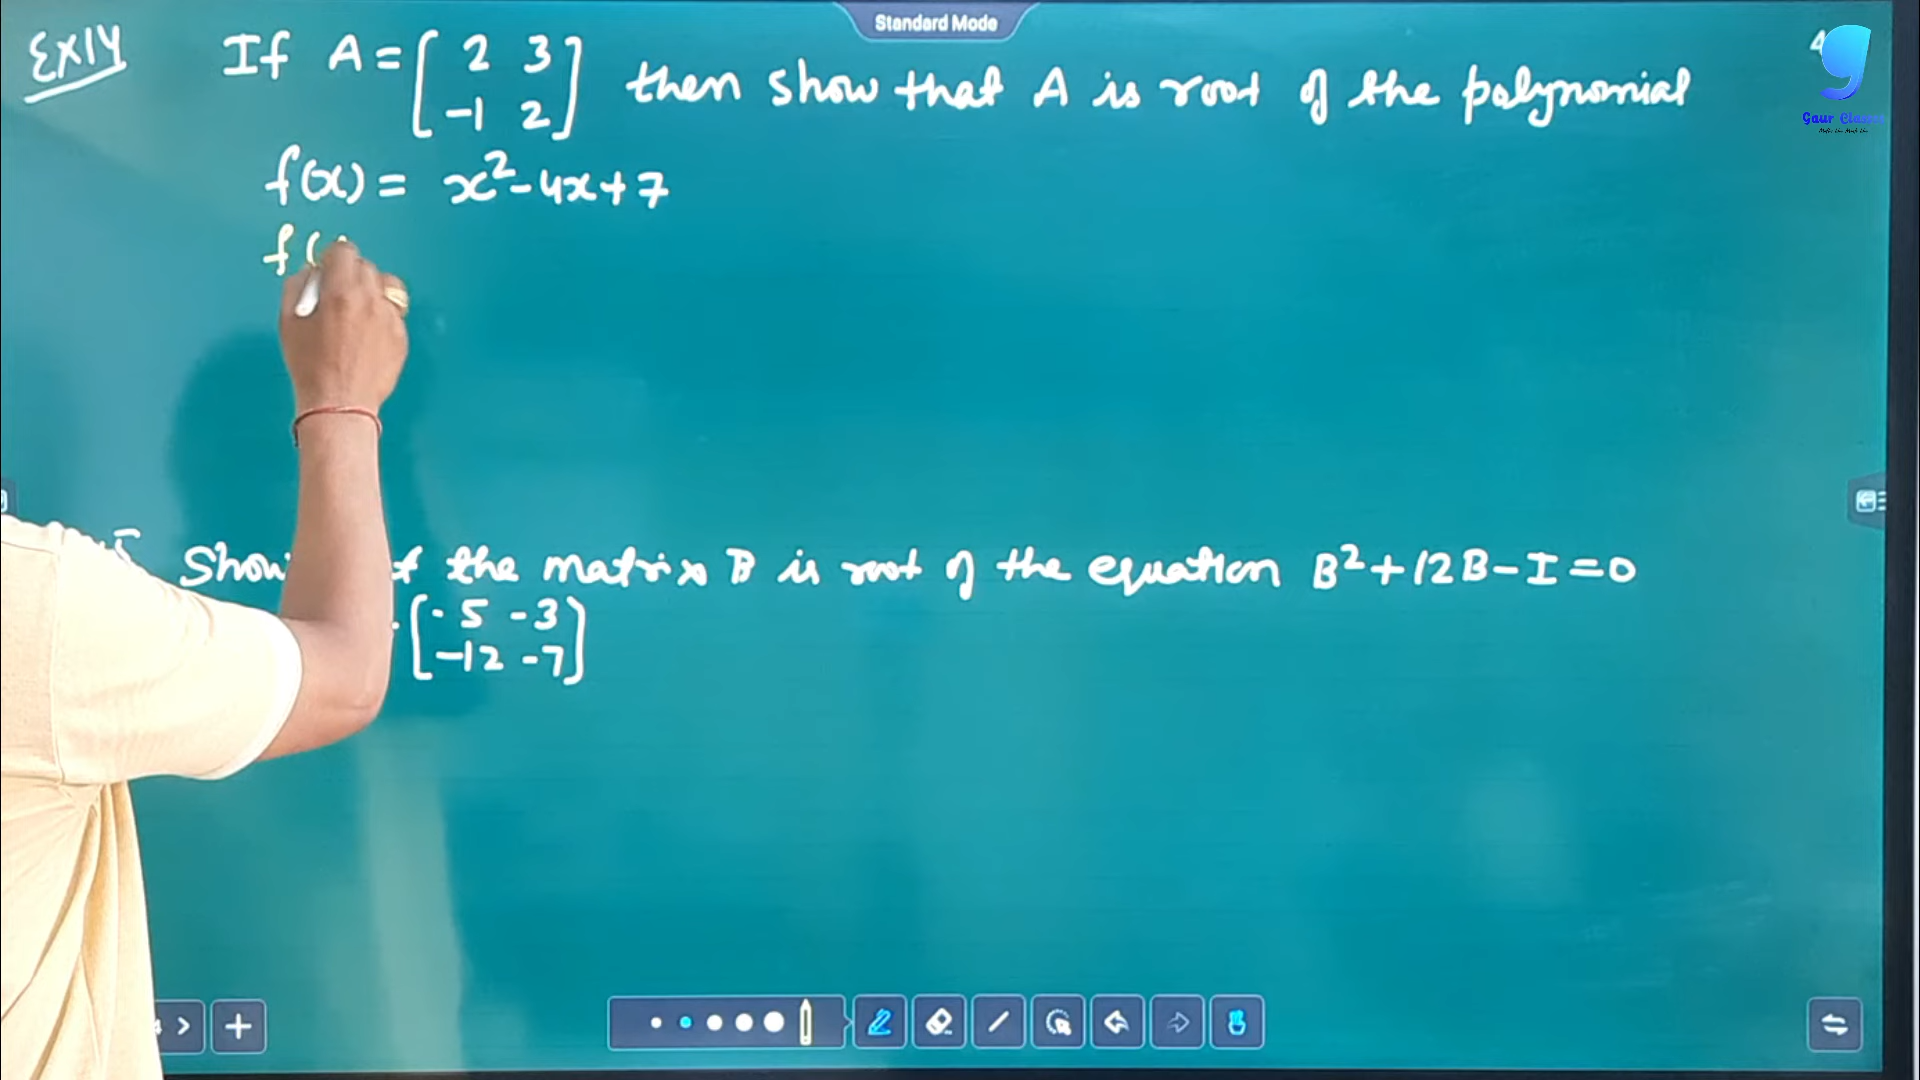 Standard Mode
Ex14 If A = [ 2 3 ] then show that A is root of the polynomial
[ -1 2 ]
f(x) = x² - 4x + 7
f(
Gaur Classes
the matrix B is root of the equation B² + 12B - I = 0
[ - 5 - 3 ]
[ -12 - 7 ]